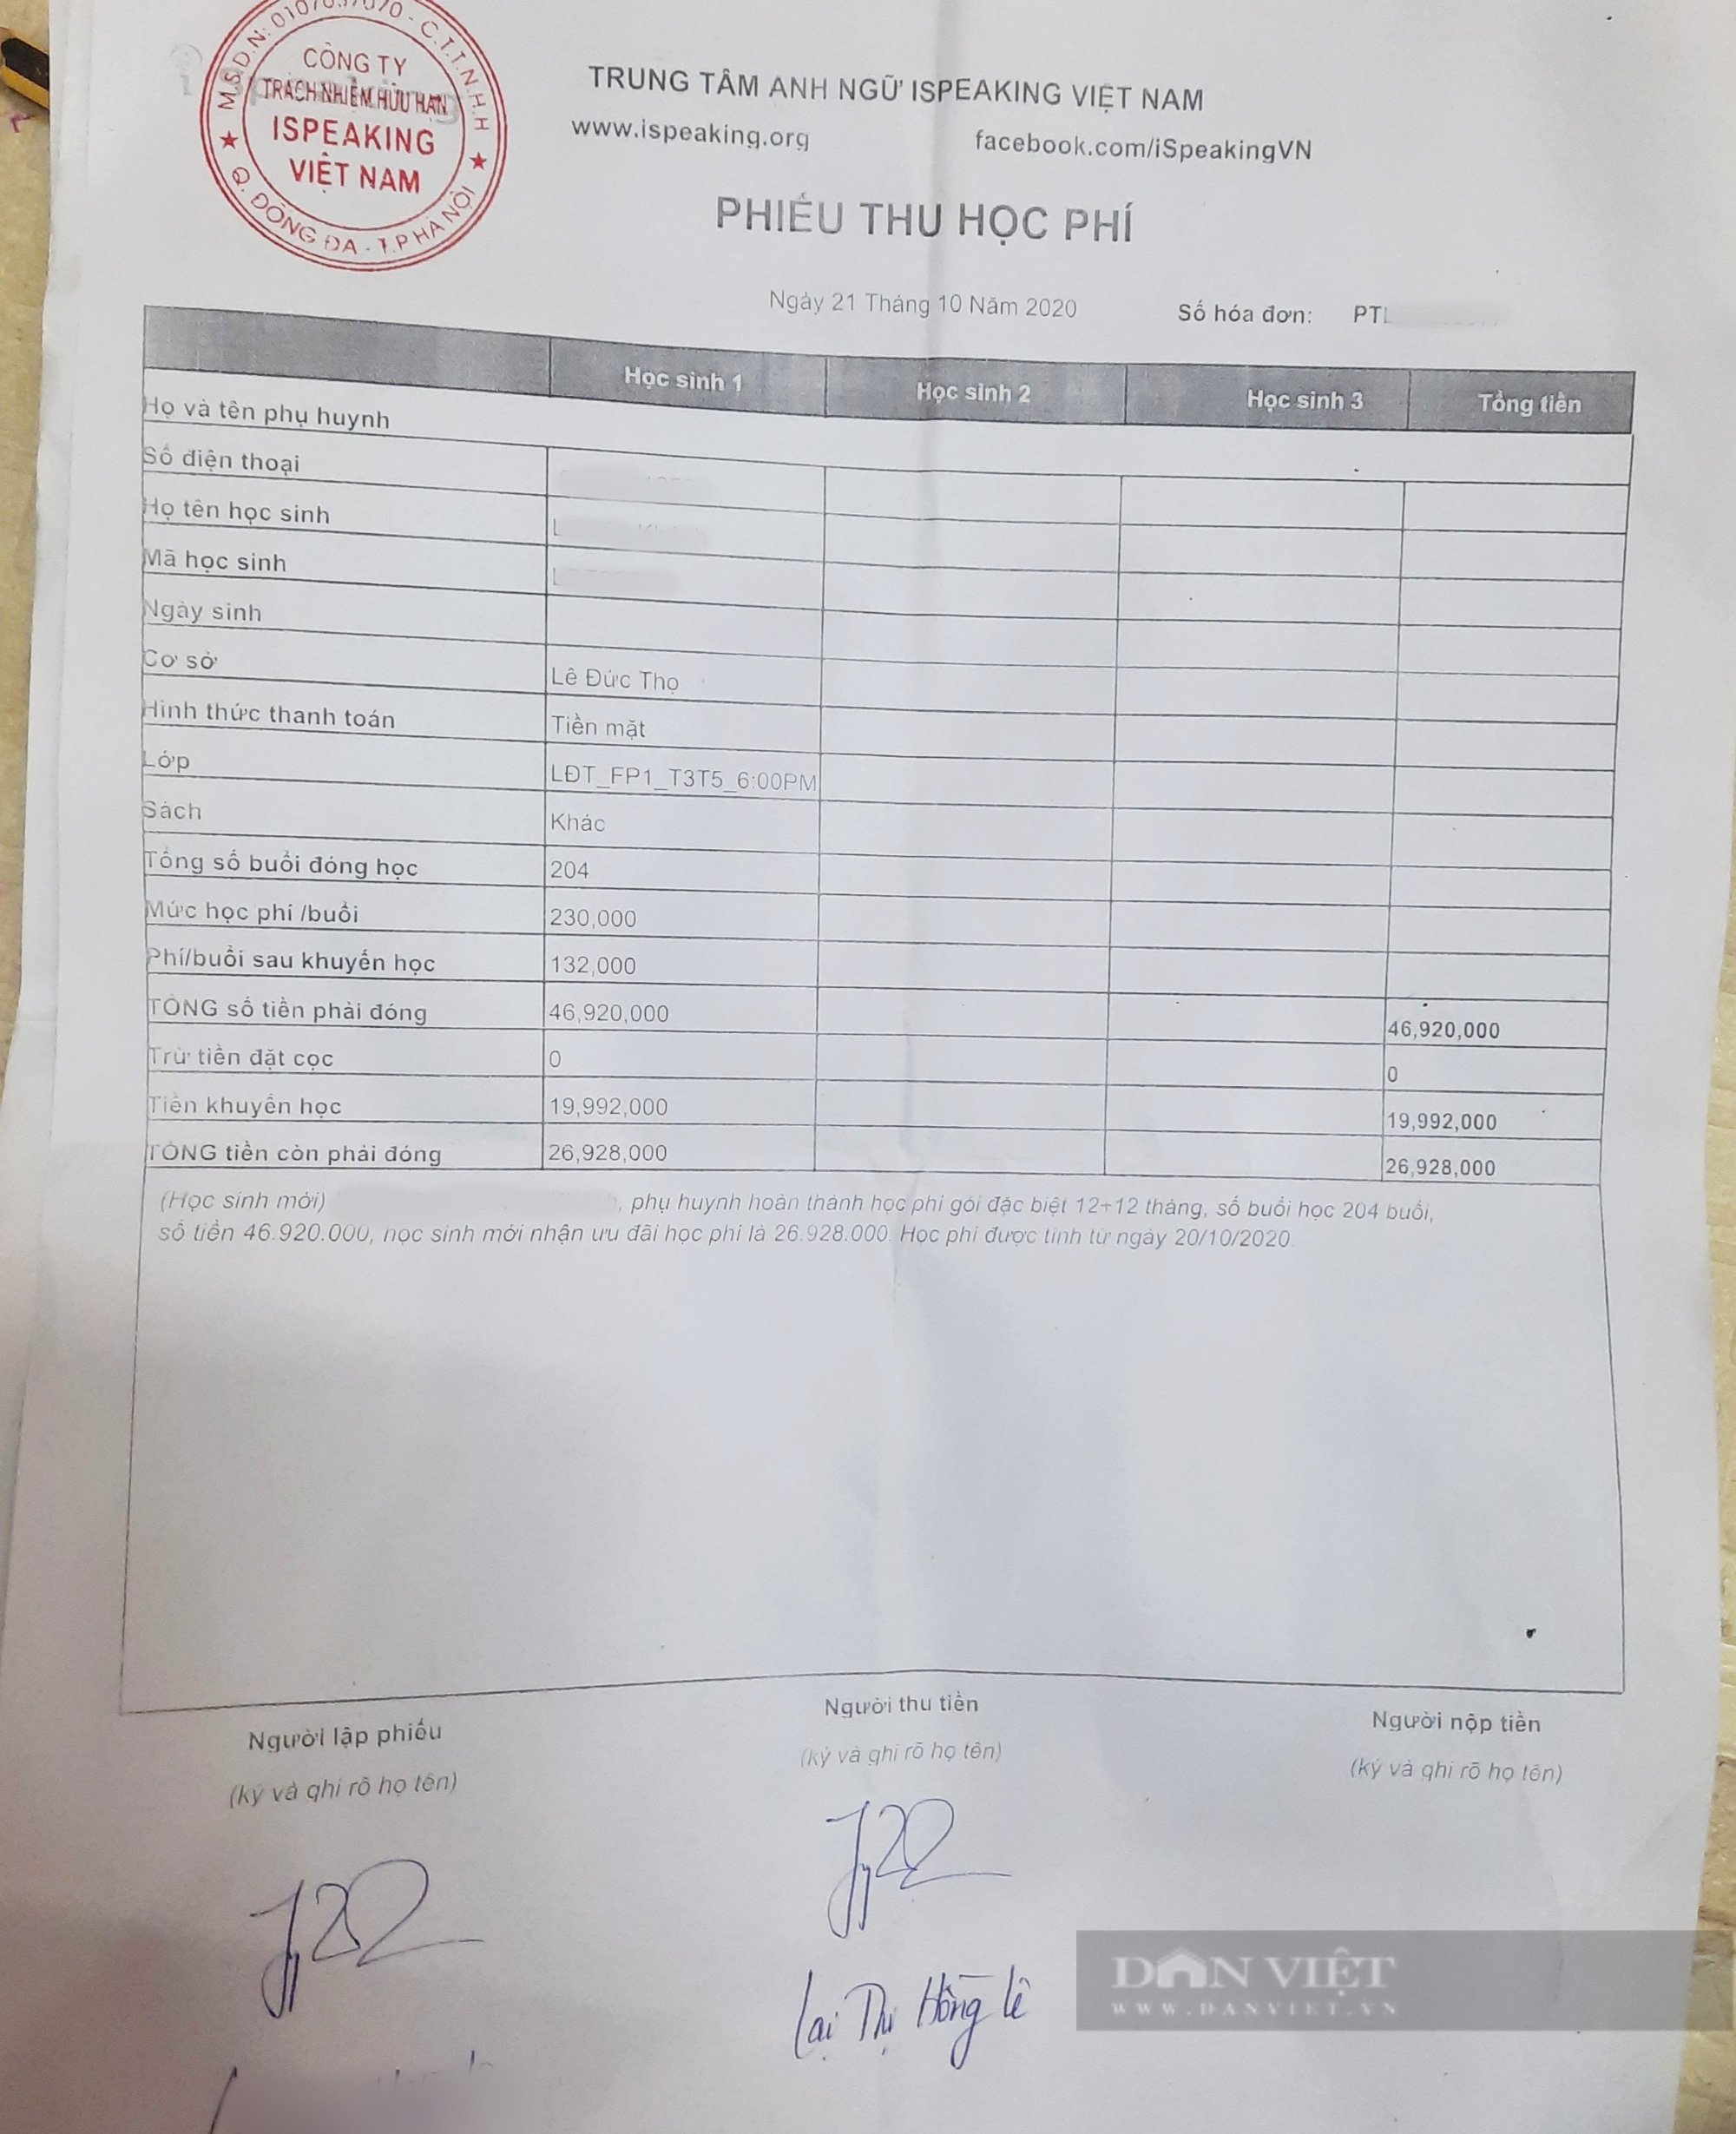 M.S.D.N: 0107657070 - C.T.T.N.H.H
CÔNG TY
TRÁCH NHIỆM HỮU HẠN
ISPEAKING
VIỆT NAM
Q. ĐỐNG ĐA - T.P HÀ NỘI
TRUNG TÂM ANH NGỮ ISPEAKING VIỆT NAM
www.ispeaking.org facebook.com/iSpeakingVN
PHIẾU THU HỌC PHÍ
Ngày 21 Tháng 10 Năm 2020 Số hóa đơn: PT
Học sinh 1 Học sinh 2 Học sinh 3 Tổng tiền
Họ và tên phụ huynh
Số điện thoại
Họ tên học sinh
Mã học sinh
Ngày sinh
Cơ sở Lê Đức Thọ
Hình thức thanh toán Tiền mặt
Lớp LĐT_FP1_T3T5_6:00PM
Sách Khác
Tổng số buổi đóng học 204
Mức học phí /buổi 230,000
Phí/buổi sau khuyến học 132,000
TỔNG số tiền phải đóng 46,920,000 46,920,000
Trừ tiền đặt cọc 0 0
Tiền khuyến học 19,992,000 19,992,000
TỔNG tiền còn phải đóng 26,928,000 26,928,000
(Học sinh mới) , phụ huynh hoàn thành học phí gói đặc biệt 12+12 tháng, số buổi học 204 buổi,
số tiền 46.920.000, học sinh mới nhận ưu đãi học phí là 26.928.000. Học phí được tính từ ngày 20/10/2020.
Người lập phiếu Người thu tiền Người nộp tiền
(ký và ghi rõ họ tên) (ký và ghi rõ họ tên) (ký và ghi rõ họ tên)
Lại Thị Hồng Lê
DÂN VIỆT
WWW.DANVIET.VN